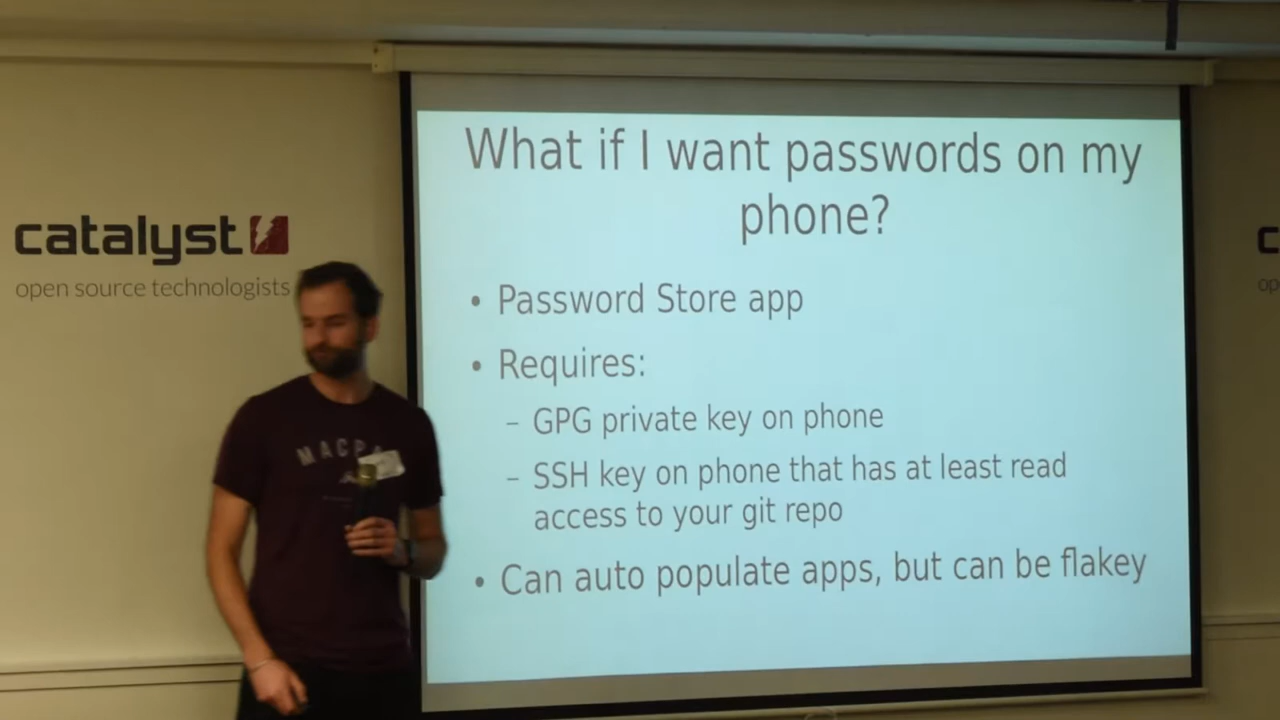 catalyst
open source technologists
What if I want passwords on my
phone?
• Password Store app
• Requires:
– GPG private key on phone
– SSH key on phone that has at least read
access to your git repo
• Can auto populate apps, but can be flakey